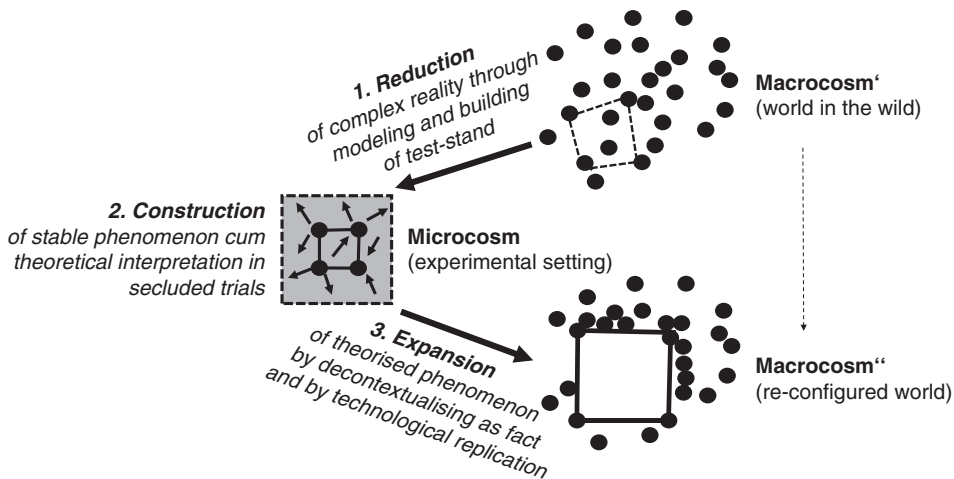 1. Reduction
of complex reality through
modeling and building
of test-stand
Macrocosm‘
(world in the wild)
2. Construction
of stable phenomenon cum
theoretical interpretation in
secluded trials
Microcosm
(experimental setting)
3. Expansion
of theorised phenomenon
by decontextualising as fact
and by technological replication
Macrocosm“
(re-configured world)